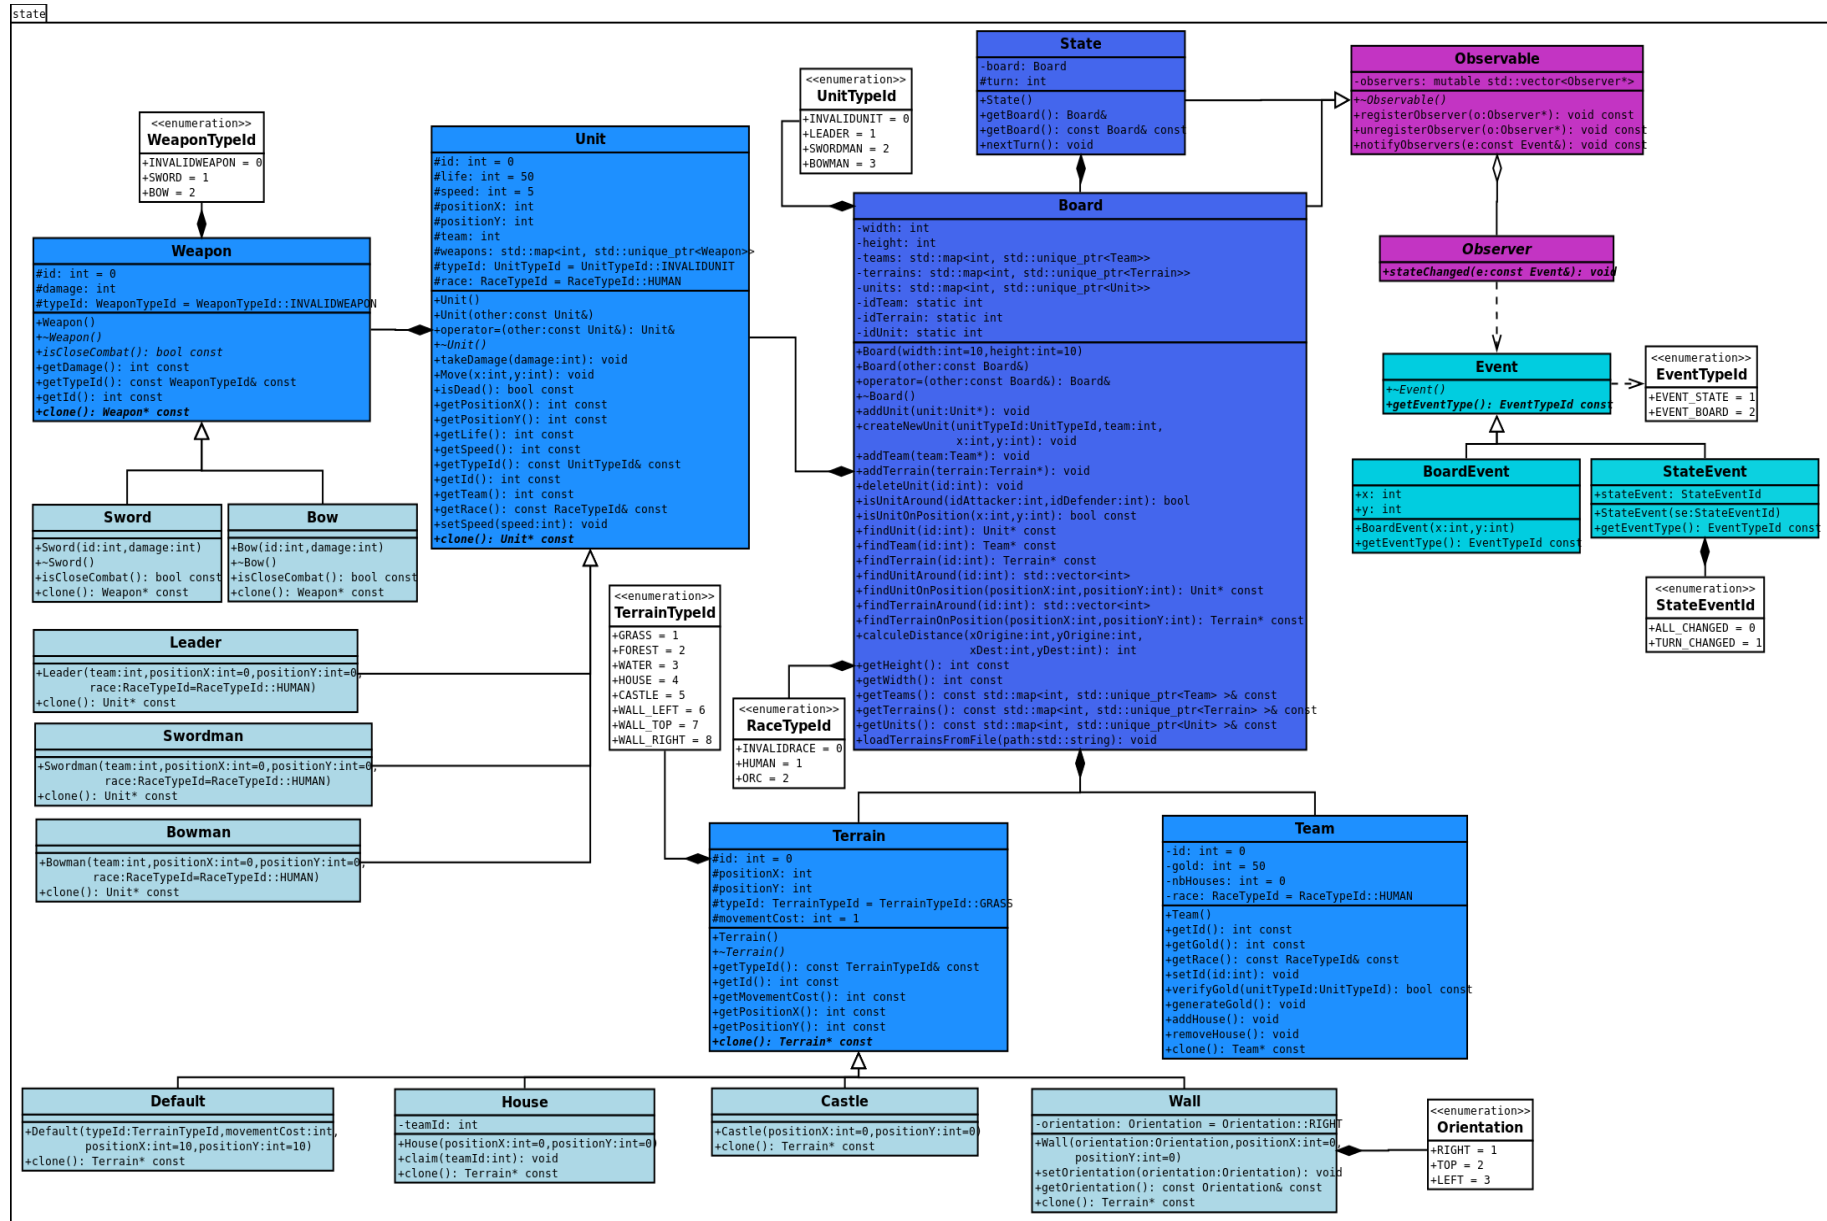 state
State
-board: Board
#turn: int
+State()
+getBoard(): Board&
+getBoard(): const Board& const
+nextTurn(): void
Observable
-observers: mutable std::vector<Observer*>
+~Observable()
+registerObserver(o:Observer*): void const
+unregisterObserver(o:Observer*): void const
+notifyObservers(e:const Event&): void const
<<enumeration>>
UnitTypeId
+INVALIDUNIT = 0
+LEADER = 1
+SWORDMAN = 2
+BOWMAN = 3
<<enumeration>>
WeaponTypeId
+INVALIDWEAPON = 0
+SWORD = 1
+BOW = 2
Unit
#id: int = 0
#life: int = 50
#speed: int = 5
#positionX: int
#positionY: int
#team: int
#weapons: std::map<int, std::unique_ptr<Weapon>>
#typeId: UnitTypeId = UnitTypeId::INVALIDUNIT
#race: RaceTypeId = RaceTypeId::HUMAN
+Unit()
+Unit(other:const Unit&)
+operator=(other:const Unit&): Unit&
+~Unit()
+takeDamage(damage:int): void
+Move(x:int,y:int): void
+isDead(): bool const
+getPositionX(): int const
+getPositionY(): int const
+getLife(): int const
+getSpeed(): int const
+getTypeId(): const UnitTypeId& const
+getId(): int const
+getTeam(): int const
+getRace(): const RaceTypeId& const
+setSpeed(speed:int): void
+clone(): Unit* const
Weapon
#id: int = 0
#damage: int
#typeId: WeaponTypeId = WeaponTypeId::INVALIDWEAPON
+Weapon()
+~Weapon()
+isCloseCombat(): bool const
+getDamage(): int const
+getTypeId(): const WeaponTypeId& const
+getId(): int const
+clone(): Weapon* const
Board
-width: int
-height: int
-teams: std::map<int, std::unique_ptr<Team>>
-terrains: std::map<int, std::unique_ptr<Terrain>>
-units: std::map<int, std::unique_ptr<Unit>>
-idTeam: static int
-idTerrain: static int
-idUnit: static int
+Board(width:int=10,height:int=10)
+Board(other:const Board&)
+operator=(other:const Board&): Board&
+~Board()
+addUnit(unit:Unit*): void
+createNewUnit(unitTypeId:UnitTypeId,team:int,
x:int,y:int): void
+addTeam(team:Team*): void
+addTerrain(terrain:Terrain*): void
+deleteUnit(id:int): void
+isUnitAround(idAttacker:int,idDefender:int): bool
+isUnitOnPosition(x:int,y:int): bool const
+findUnit(id:int): Unit* const
+findTeam(id:int): Team* const
+findTerrain(id:int): Terrain* const
+findUnitAround(id:int): std::vector<int>
+findUnitOnPosition(positionX:int,positionY:int): Unit* const
+findTerrainAround(id:int): std::vector<int>
+findTerrainOnPosition(positionX:int,positionY:int): Terrain* const
+calculeDistance(xOrigine:int,yOrigine:int,
xDest:int,yDest:int): int
+getHeight(): int const
+getWidth(): int const
+getTeams(): const std::map<int, std::unique_ptr<Team> >& const
+getTerrains(): const std::map<int, std::unique_ptr<Terrain> >& const
+getUnits(): const std::map<int, std::unique_ptr<Unit> >& const
+loadTerrainsFromFile(path:std::string): void
Observer
+stateChanged(e:const Event&): void
Event
+~Event()
+getEventType(): EventTypeId const
<<enumeration>>
EventTypeId
+EVENT_STATE = 1
+EVENT_BOARD = 2
BoardEvent
+x: int
+y: int
+BoardEvent(x:int,y:int)
+getEventType(): EventTypeId const
StateEvent
+stateEvent: StateEventId
+StateEvent(se:StateEventId)
+getEventType(): EventTypeId const
<<enumeration>>
StateEventId
+ALL_CHANGED = 0
+TURN_CHANGED = 1
Sword
+Sword(id:int,damage:int)
+~Sword()
+isCloseCombat(): bool const
+clone(): Weapon* const
Bow
+Bow(id:int,damage:int)
+~Bow()
+isCloseCombat(): bool const
+clone(): Weapon* const
Leader
+Leader(team:int,positionX:int=0,positionY:int=0,
race:RaceTypeId=RaceTypeId::HUMAN)
+clone(): Unit* const
Swordman
+Swordman(team:int,positionX:int=0,positionY:int=0,
race:RaceTypeId=RaceTypeId::HUMAN)
+clone(): Unit* const
Bowman
+Bowman(team:int,positionX:int=0,positionY:int=0,
race:RaceTypeId=RaceTypeId::HUMAN)
+clone(): Unit* const
<<enumeration>>
TerrainTypeId
+GRASS = 1
+FOREST = 2
+WATER = 3
+HOUSE = 4
+CASTLE = 5
+WALL_LEFT = 6
+WALL_TOP = 7
+WALL_RIGHT = 8
<<enumeration>>
RaceTypeId
+INVALIDRACE = 0
+HUMAN = 1
+ORC = 2
Terrain
#id: int = 0
#positionX: int
#positionY: int
#typeId: TerrainTypeId = TerrainTypeId::GRASS
#movementCost: int = 1
+Terrain()
+~Terrain()
+getTypeId(): const TerrainTypeId& const
+getId(): int const
+getMovementCost(): int const
+getPositionX(): int const
+getPositionY(): int const
+clone(): Terrain* const
Team
-id: int = 0
-gold: int = 50
-nbHouses: int = 0
-race: RaceTypeId = RaceTypeId::HUMAN
+Team()
+getId(): int const
+getGold(): int const
+getRace(): const RaceTypeId& const
+setId(id:int): void
+verifyGold(unitTypeId:UnitTypeId): bool const
+generateGold(): void
+addHouse(): void
+removeHouse(): void
+clone(): Team* const
Default
+Default(typeId:TerrainTypeId,movementCost:int,
positionX:int=10,positionY:int=10)
+clone(): Terrain* const
House
-teamId: int
+House(positionX:int=0,positionY:int=0)
+claim(teamId:int): void
+clone(): Terrain* const
Castle
+Castle(positionX:int=0,positionY:int=0)
+clone(): Terrain* const
Wall
-orientation: Orientation = Orientation::RIGHT
+Wall(orientation:Orientation,positionX:int=0,
positionY:int=0)
+setOrientation(orientation:Orientation): void
+getOrientation(): const Orientation& const
+clone(): Terrain* const
<<enumeration>>
Orientation
+RIGHT = 1
+TOP = 2
+LEFT = 3